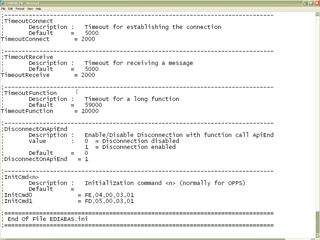 ;TimeoutConnect
; Description : Timeout for establishing the connection
; Default = 5000
TimeoutConnect = 2000
;TimeoutReceive
; Description : Timeout for receiving a message
; Default = 5000
TimeoutReceive = 2000
;TimeoutFunction
; Description : Timeout for a long function
; Default = 59000
TimeoutFunction = 10000
;DisconnectOnApiEnd
; Description : Enable/Disable Disconnection with function call ApiEnd
; Value : 0 = Disconnection disabled
; 1 = Disconnection enabled
; Default = 0
;DisconnectOnApiEnd = 1
;InitCmd<n>
; Description : Initialization command <n> (normally for OPPS)
; Default =
;InitCmd0 = FE,04,00,03,01
;InitCmd1 = FD,05,00,03,01
; End Of File EDIABAS.ini